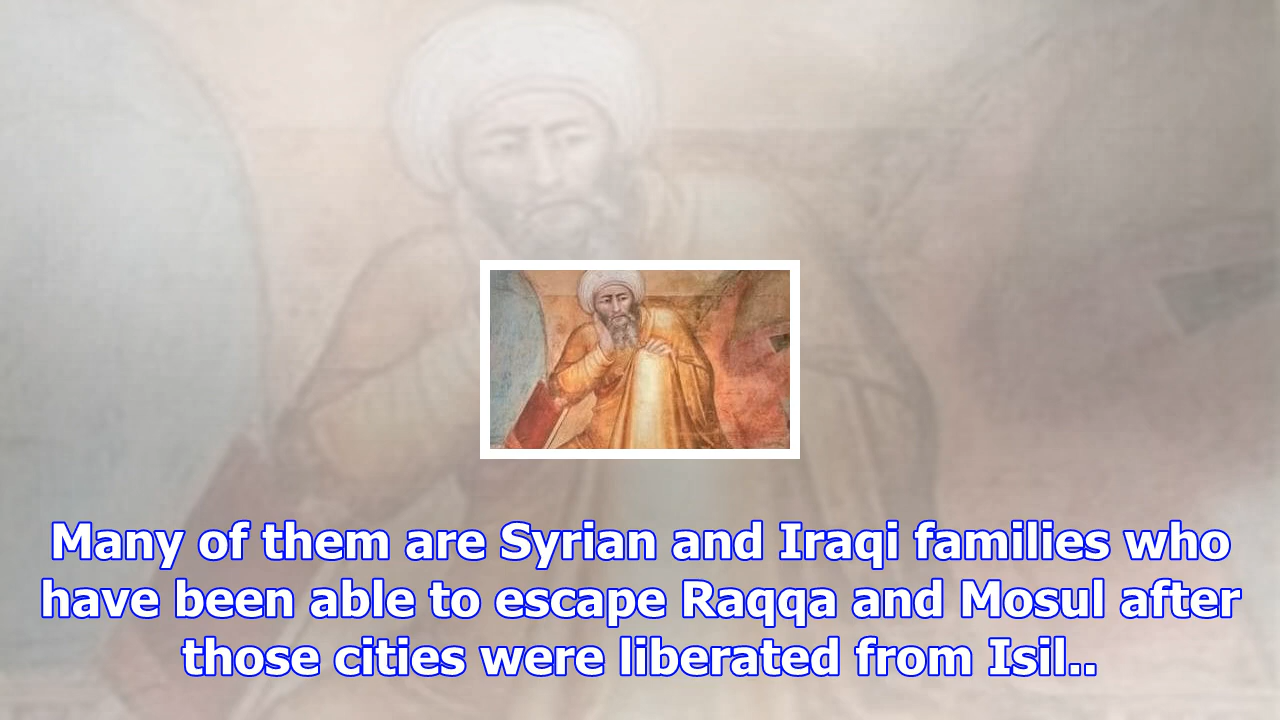 Many of them are Syrian and Iraqi families who
have been able to escape Raqqa and Mosul after
those cities were liberated from Isil..